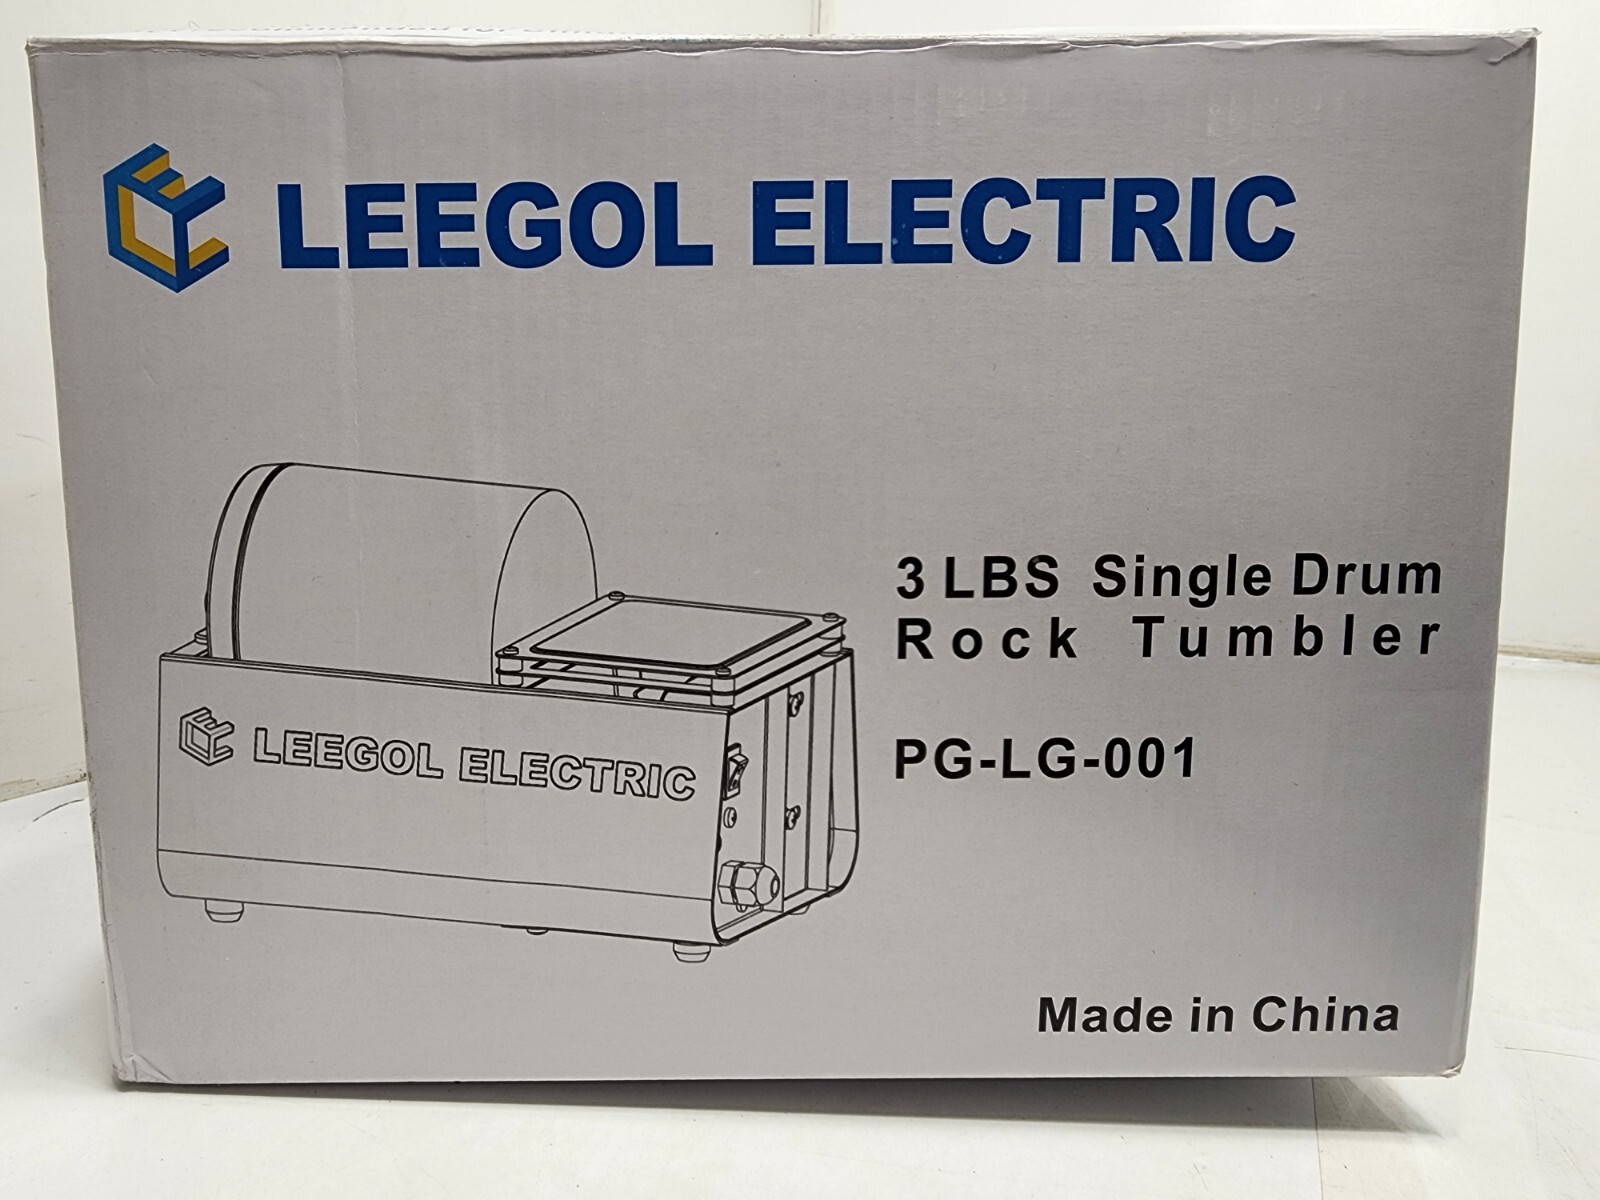 LEEGOL ELECTRIC
3 LBS Single Drum
Rock Tumbler
LEEGOL ELECTRIC
PG-LG-001
Made in China